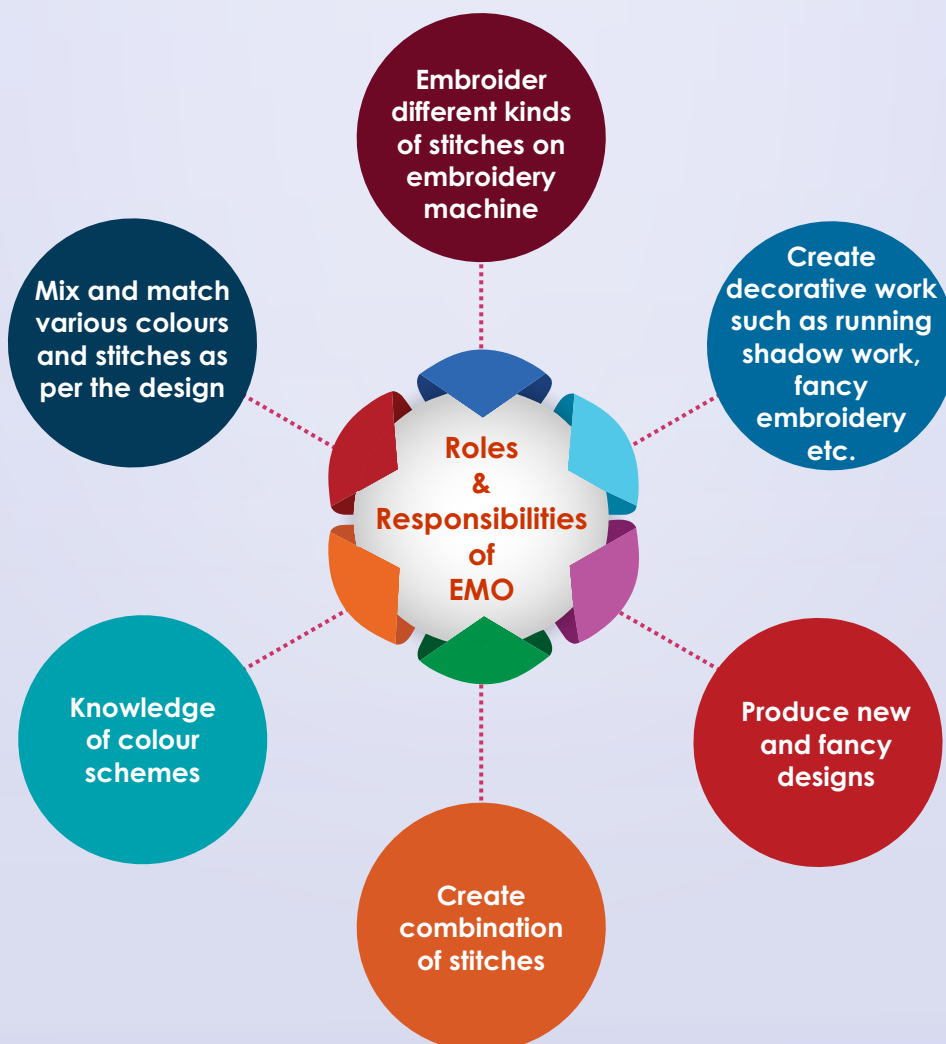 Embroider
different kinds
of stitches on
embroidery
machine
Create
decorative work
such as running
shadow work,
fancy
embroidery
etc.
Mix and match
various colours
and stitches as
per the design
Roles
&
Responsibilities
of
EMO
Knowledge
of colour
schemes
Produce new
and fancy
designs
Create
combination
of stitches